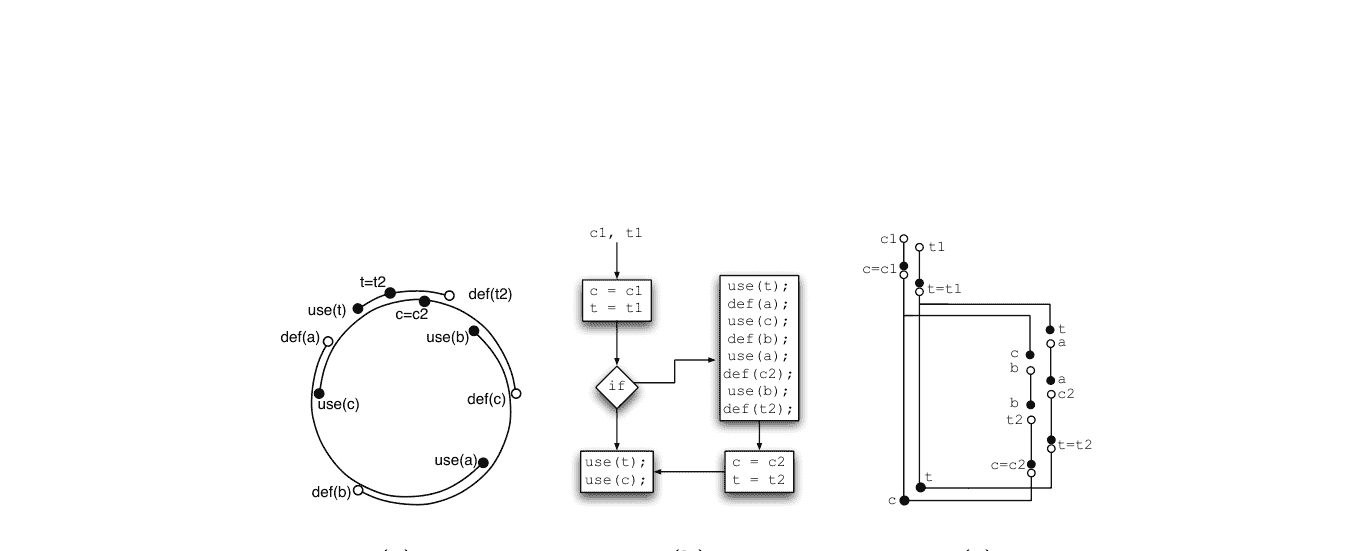 t=t2
def(t2)
use(t)
c=c2
def(a)
use(b)
use(c)
def(c)
use(a)
def(b)
c1, t1
c = c1
t = t1
if
use(t);
def(a);
use(c);
def(b);
use(a);
def(c2);
use(b);
def(t2);
use(t);
use(c);
c = c2
t = t2
c1
t1
c=c1
t=t1
t
a
c
b
a
c2
b
t2
t=t2
c=c2
t
c